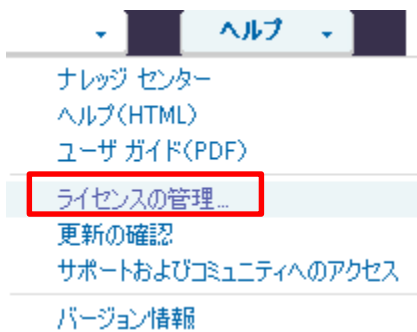 ヘルプ
ナレッジ センター
ヘルプ(HTML)
ユーザ ガイド(PDF)
ライセンスの管理...
更新の確認
サポートおよびコミュニティへのアクセス
バージョン情報